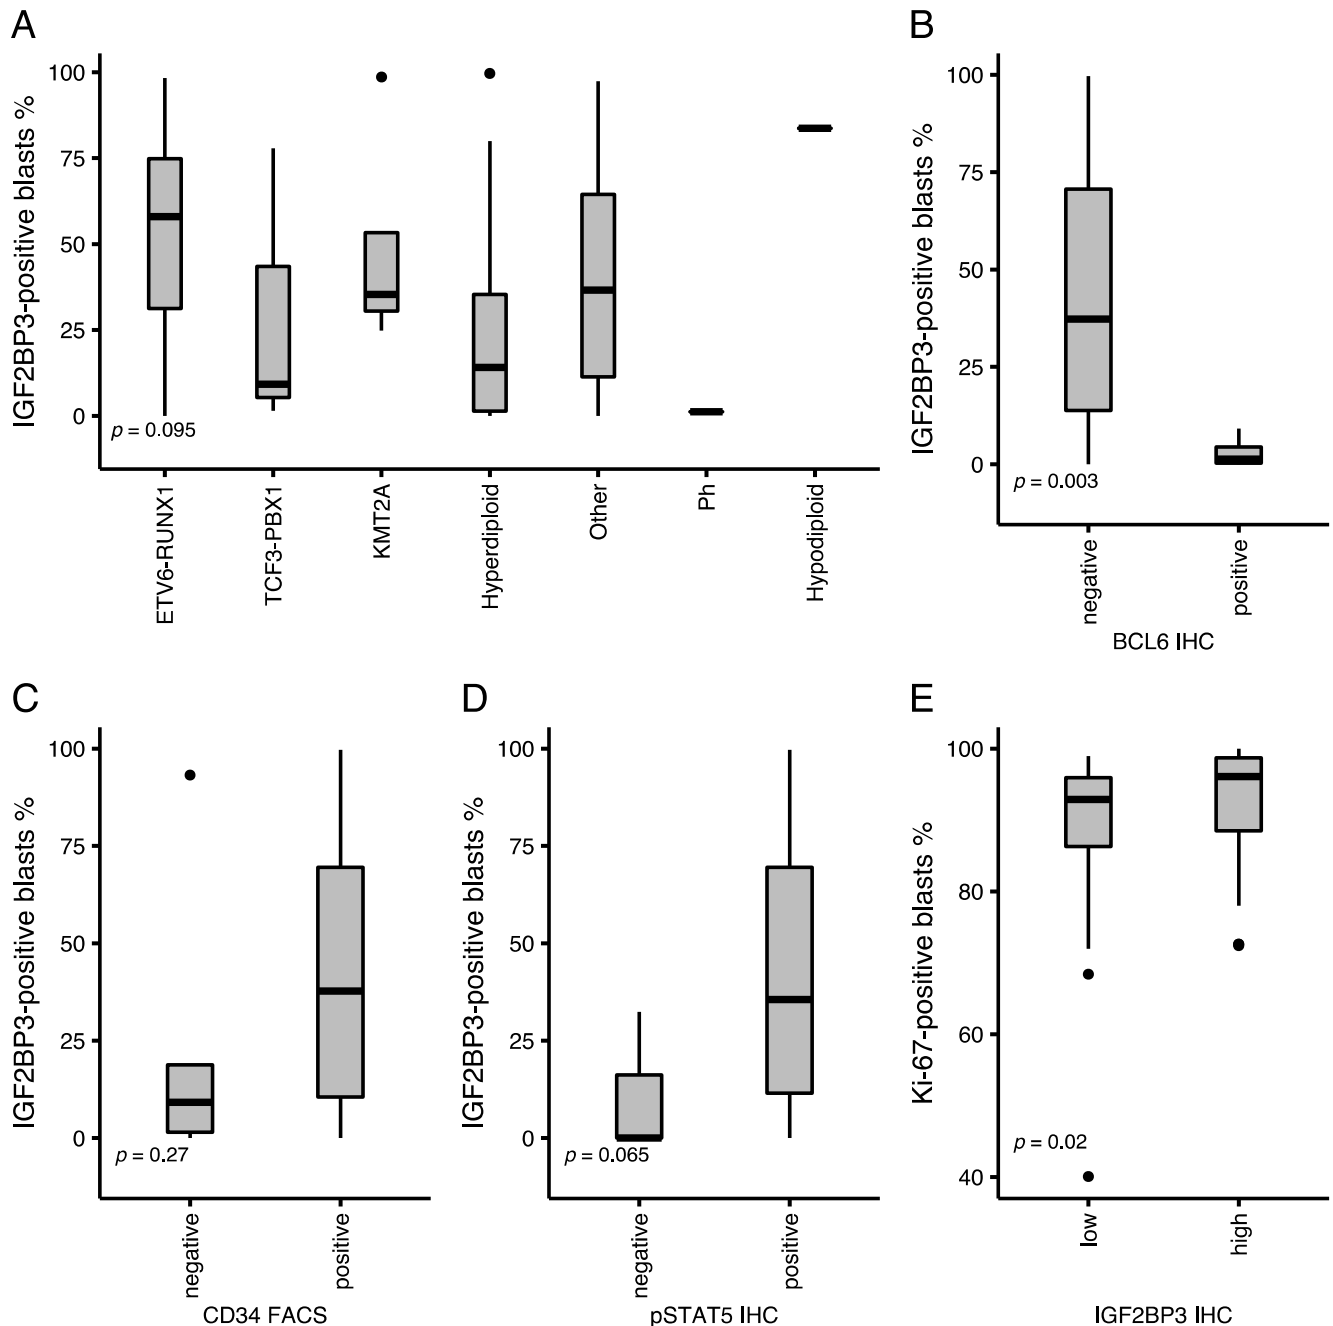 A
IGF2BP3-positive blasts %
100
75
50
25
0
p = 0.095
ETV6-RUNX1
TCF3-PBX1
KMT2A
Hyperdiploid
Other
Ph
Hypodiploid
B
IGF2BP3-positive blasts %
100
75
50
25
0
p = 0.003
negative
positive
BCL6 IHC
C
IGF2BP3-positive blasts %
100
75
50
25
0
p = 0.27
negative
positive
CD34 FACS
D
IGF2BP3-positive blasts %
100
75
50
25
0
p = 0.065
negative
positive
pSTAT5 IHC
E
Ki-67-positive blasts %
100
80
60
40
p = 0.02
low
high
IGF2BP3 IHC